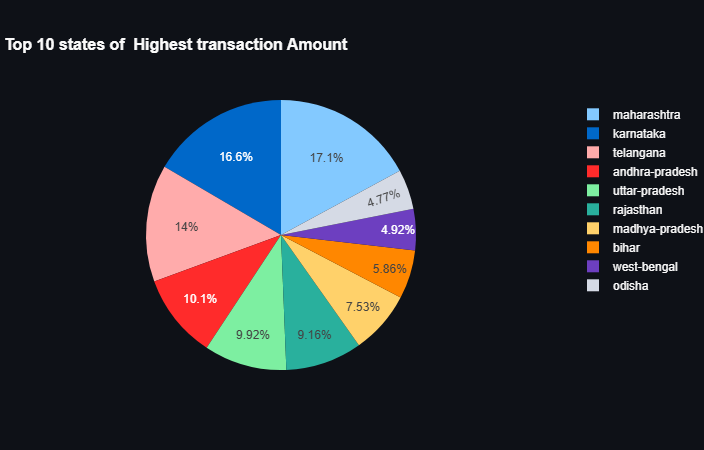 Top 10 states of  Highest transaction Amount
17.1%
16.6%
14%
10.1%
9.92%
9.16%
7.53%
5.86%
4.92%
4.77%
maharashtra
karnataka
telangana
andhra-pradesh
uttar-pradesh
rajasthan
madhya-pradesh
bihar
west-bengal
odisha